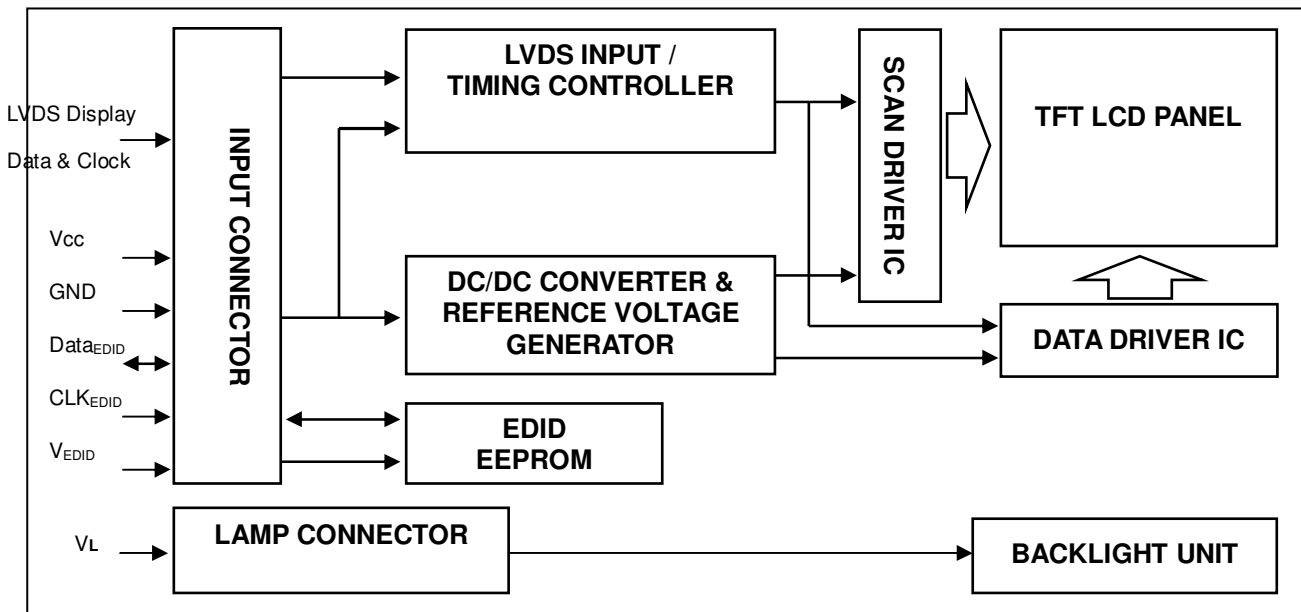 LVDS Display
Data & Clock
Vcc
GND
DataEDID
CLKEDID
VEDID
VL
INPUT CONNECTOR
LVDS INPUT /
TIMING CONTROLLER
DC/DC CONVERTER &
REFERENCE VOLTAGE
GENERATOR
EDID
EEPROM
LAMP CONNECTOR
SCAN DRIVER IC
TFT LCD PANEL
DATA DRIVER IC
BACKLIGHT UNIT